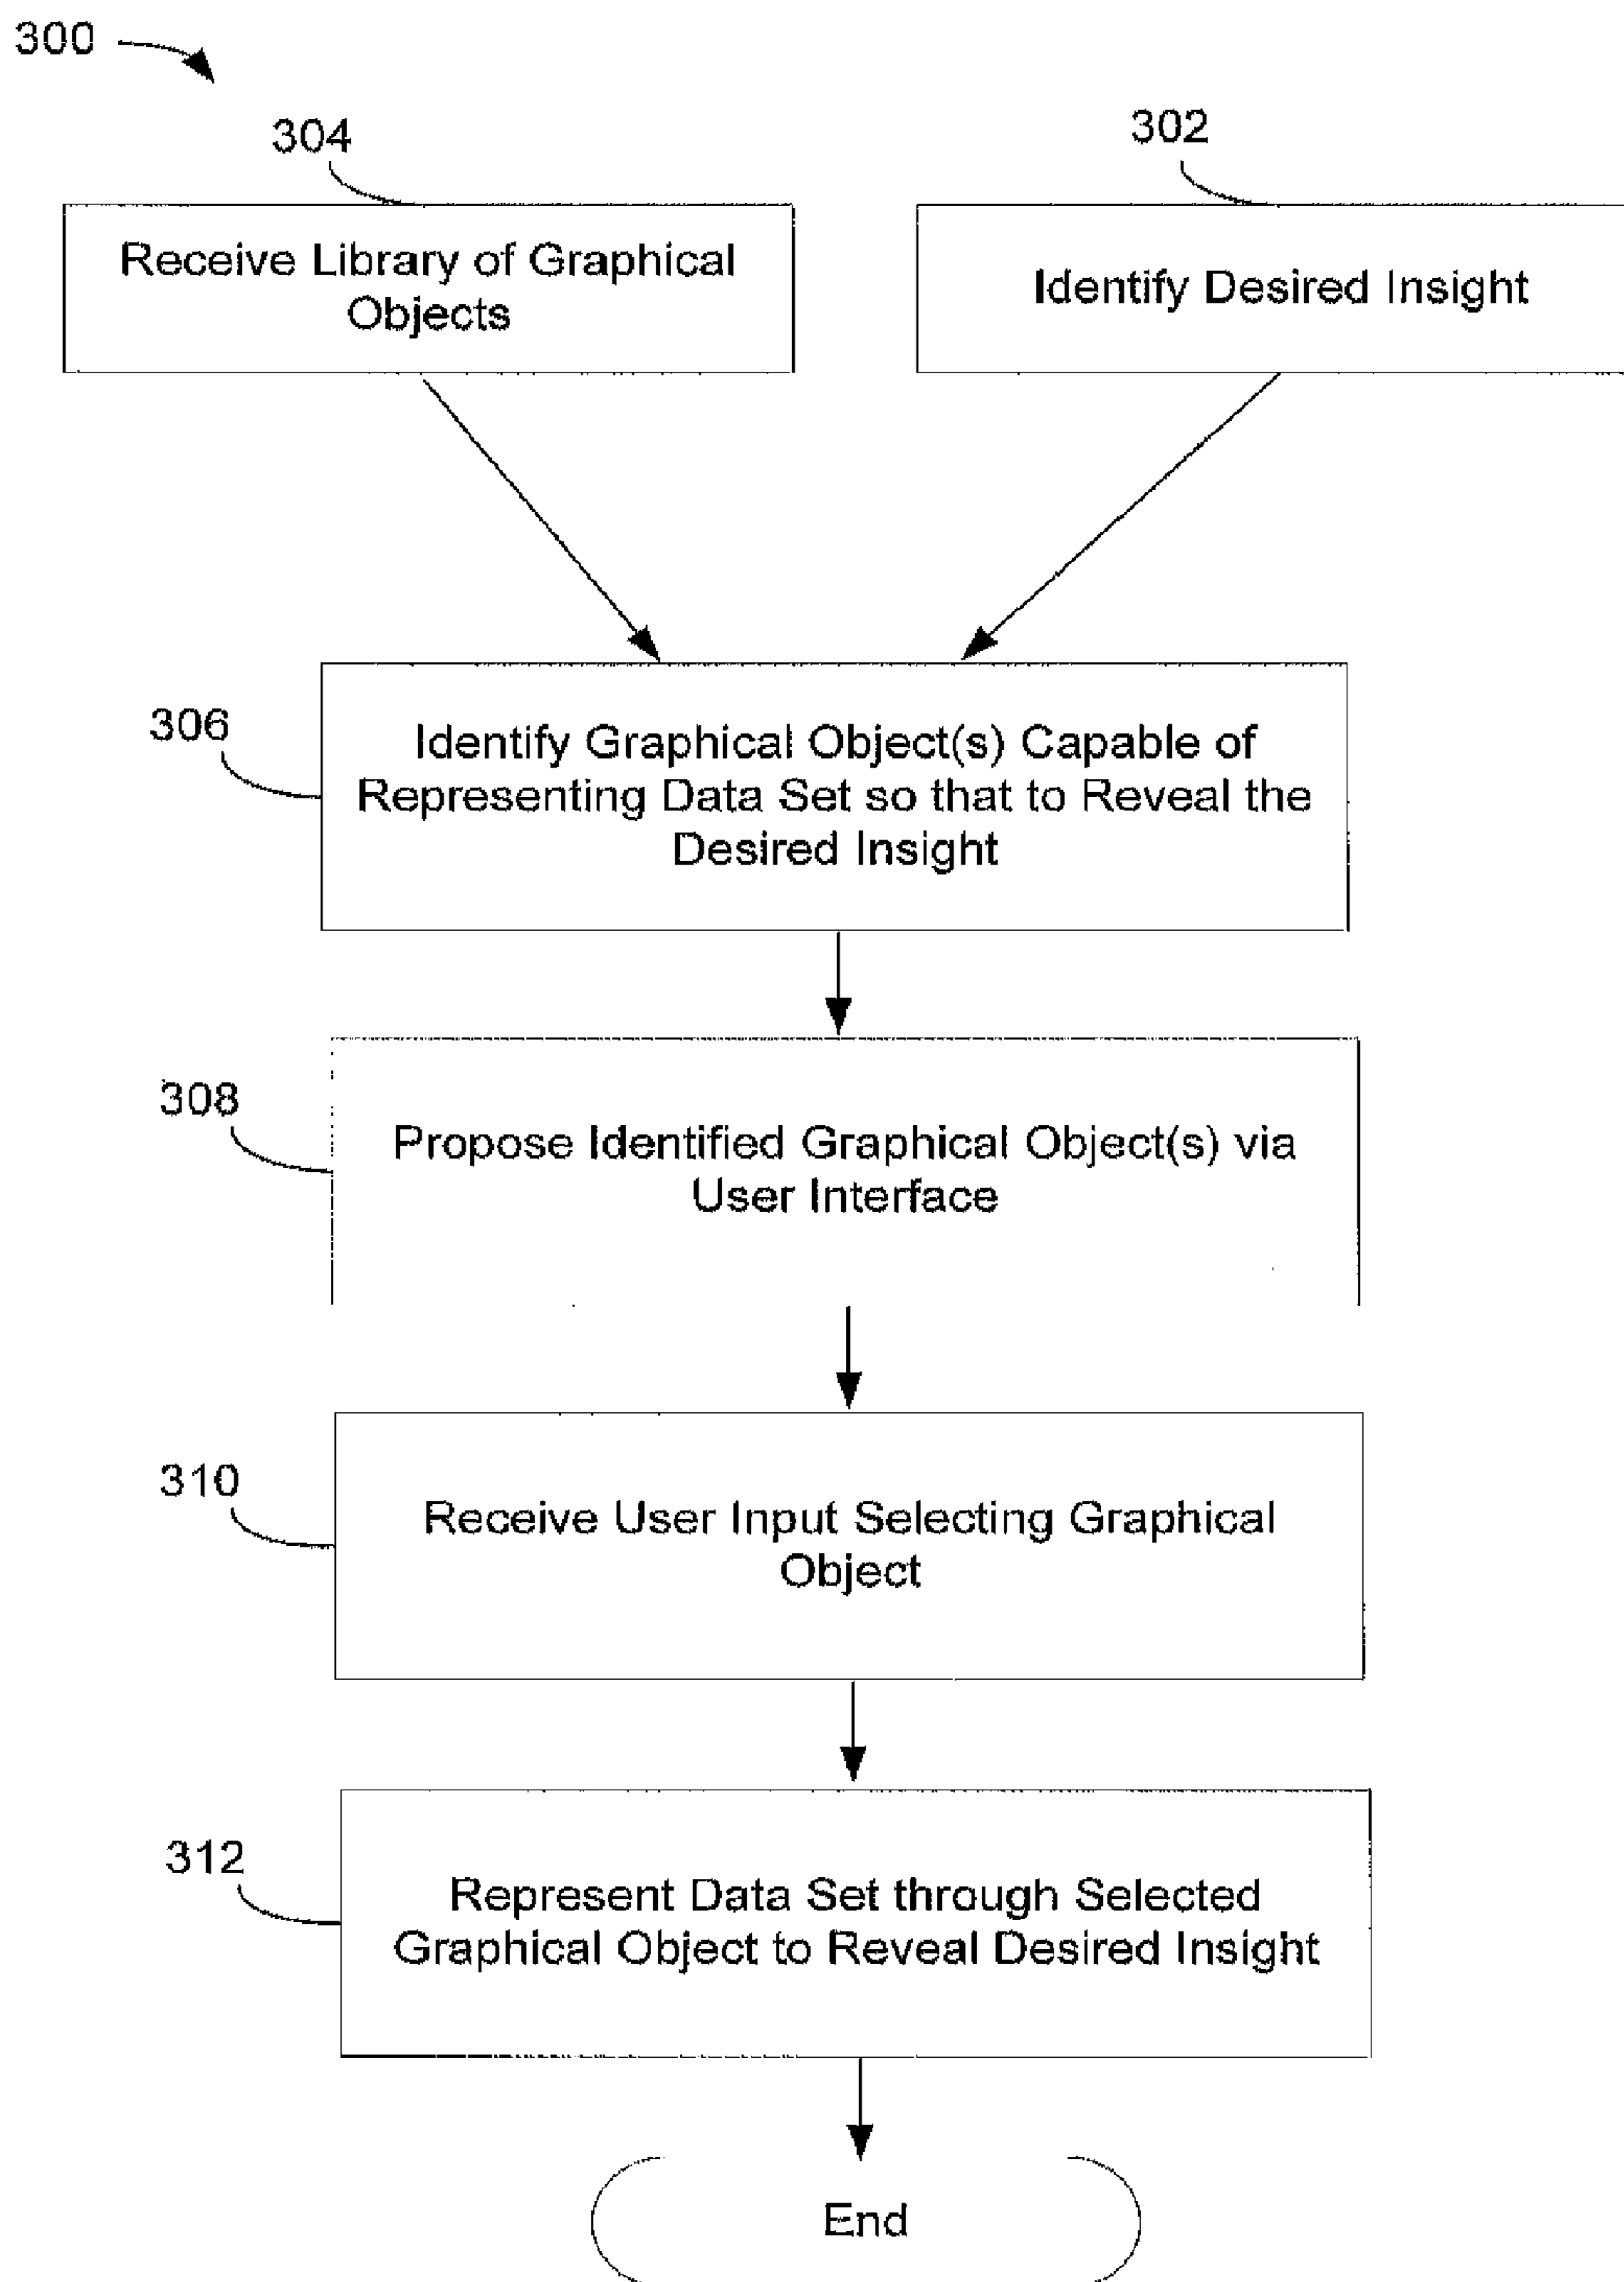 300
304
302
Receive Library of Graphical
Objects
Identify Desired Insight
306
Identify Graphical Object(s) Capable of
Representing Data Set so that to Reveal the
Desired Insight
308
Propose Identified Graphical Object(s) via
User Interface
310
Receive User Input Selecting Graphical
Object
312
Represent Data Set through Selected
Graphical Object to Reveal Desired Insight
End